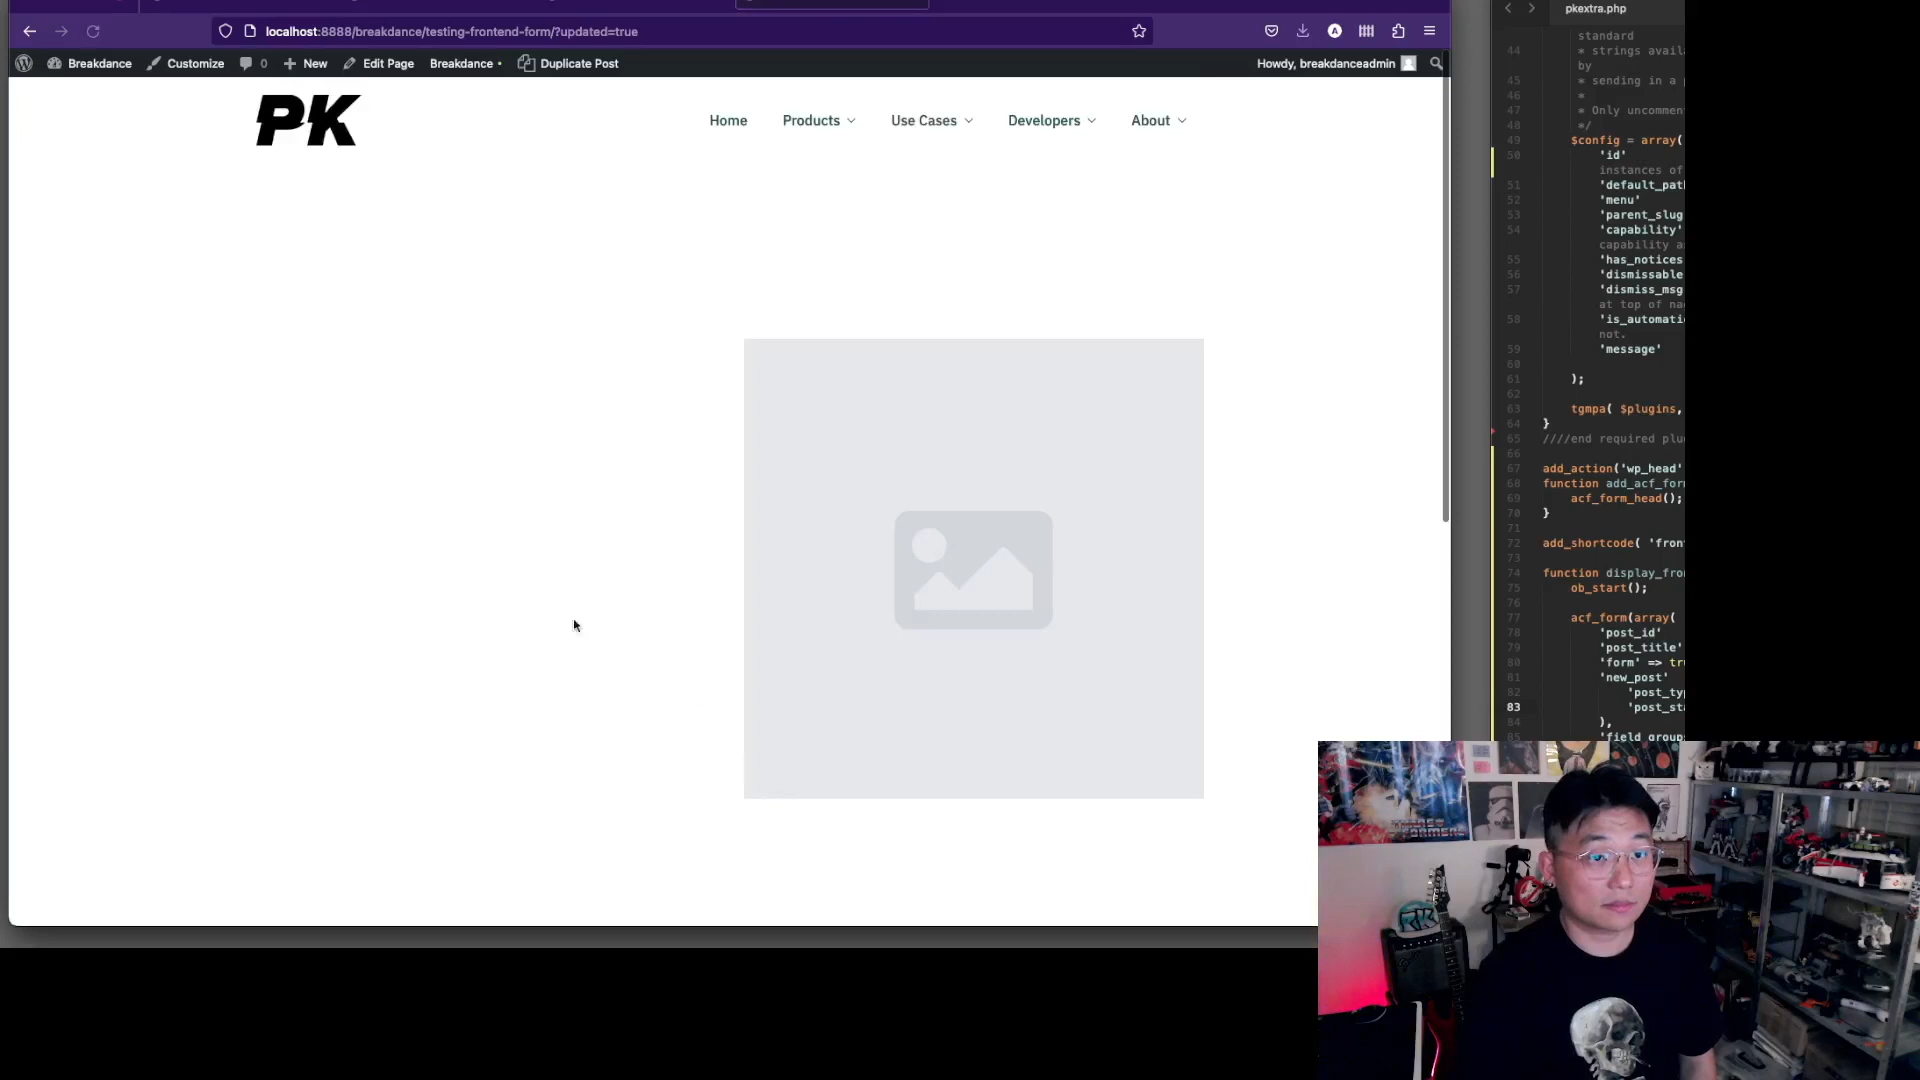 pkextra.php
localhost:8888/breakdance/testing-frontend-form/?updated=true
Breakdance
Customize
0
New
Edit Page
Breakdance
Duplicate Post
Howdy, breakdanceadmin
PK
Home
Products
Use Cases
Developers
About
standard
44 * strings avail
by
45 * sending in a
46 *
47 * Only uncommen
48 */
49 $config = array(
50 'id'
instances of
51 'default_pat
52 'menu'
53 'parent_slug
54 'capability'
capability a
55 'has_notices
56 'dismissable
57 'dismiss_msg
at top of na
58 'is_automati
not.
59 'message'
60
61 );
62
63 tgmpa( $plugins,
64 }
65 ////end required plu
66
67 add_action('wp_head'
68 function add_acf_for
69 acf_form_head();
70 }
71
72 add_shortcode( 'fron
73
74 function display_fro
75 ob_start();
76
77 acf_form(array(
78 'post_id'
79 'post_title'
80 'form' => tr
81 'new_post'
82 'post_ty
83 'post_sta
84 ),
85 'field_group